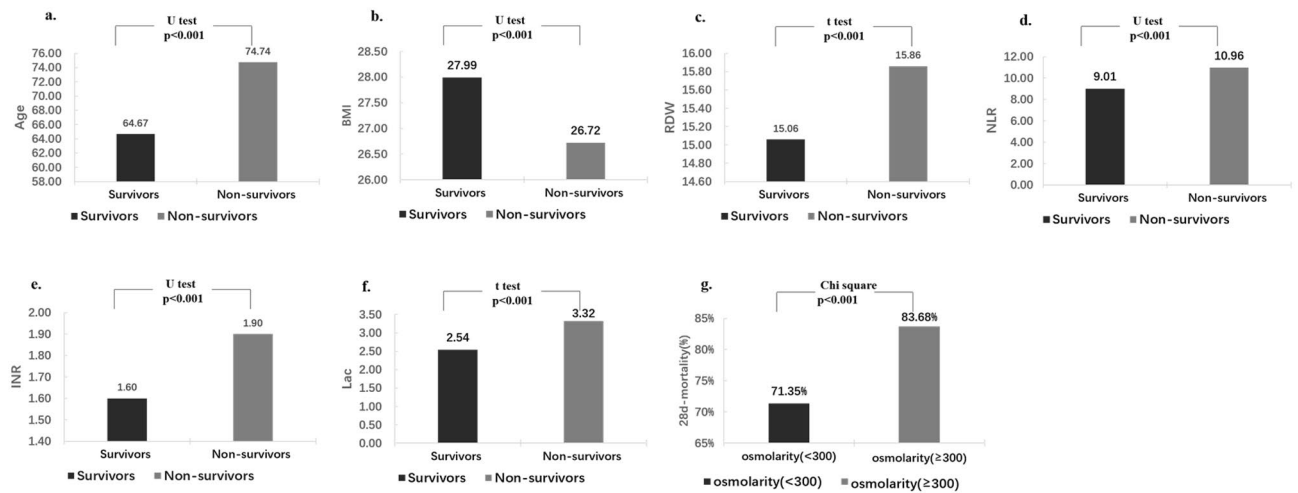 a.
U test
p<0.001
Age
76.00
74.00
72.00
70.00
68.00
66.00
64.00
62.00
60.00
58.00
64.67
74.74
Survivors
Non-survivors
Survivors Non-survivors
b.
U test
p<0.001
BMI
28.50
28.00
27.50
27.00
26.50
26.00
27.99
26.72
Survivors
Non-survivors
Survivors Non-survivors
c.
t test
p<0.001
RDW
16.00
15.80
15.60
15.40
15.20
15.00
14.80
14.60
15.06
15.86
Survivors
Non-survivors
Survivors Non-survivors
d.
U test
p<0.001
NLR
12.00
10.00
8.00
6.00
4.00
2.00
0.00
9.01
10.96
Survivors
Non-survivors
Survivors Non-survivors
e.
U test
p<0.001
INR
2.00
1.90
1.80
1.70
1.60
1.50
1.40
1.60
1.90
Survivors
Non-survivors
Survivors Non-survivors
f.
t test
p<0.001
Lac
3.50
3.00
2.50
2.00
1.50
1.00
0.50
0.00
2.54
3.32
Survivors
Non-survivors
Survivors Non-survivors
g.
Chi square
p<0.001
28d-mortality(%)
85%
80%
75%
70%
65%
71.35%
83.68%
osmolarity(<300)
osmolarity(≥300)
osmolarity(<300) osmolarity(≥300)